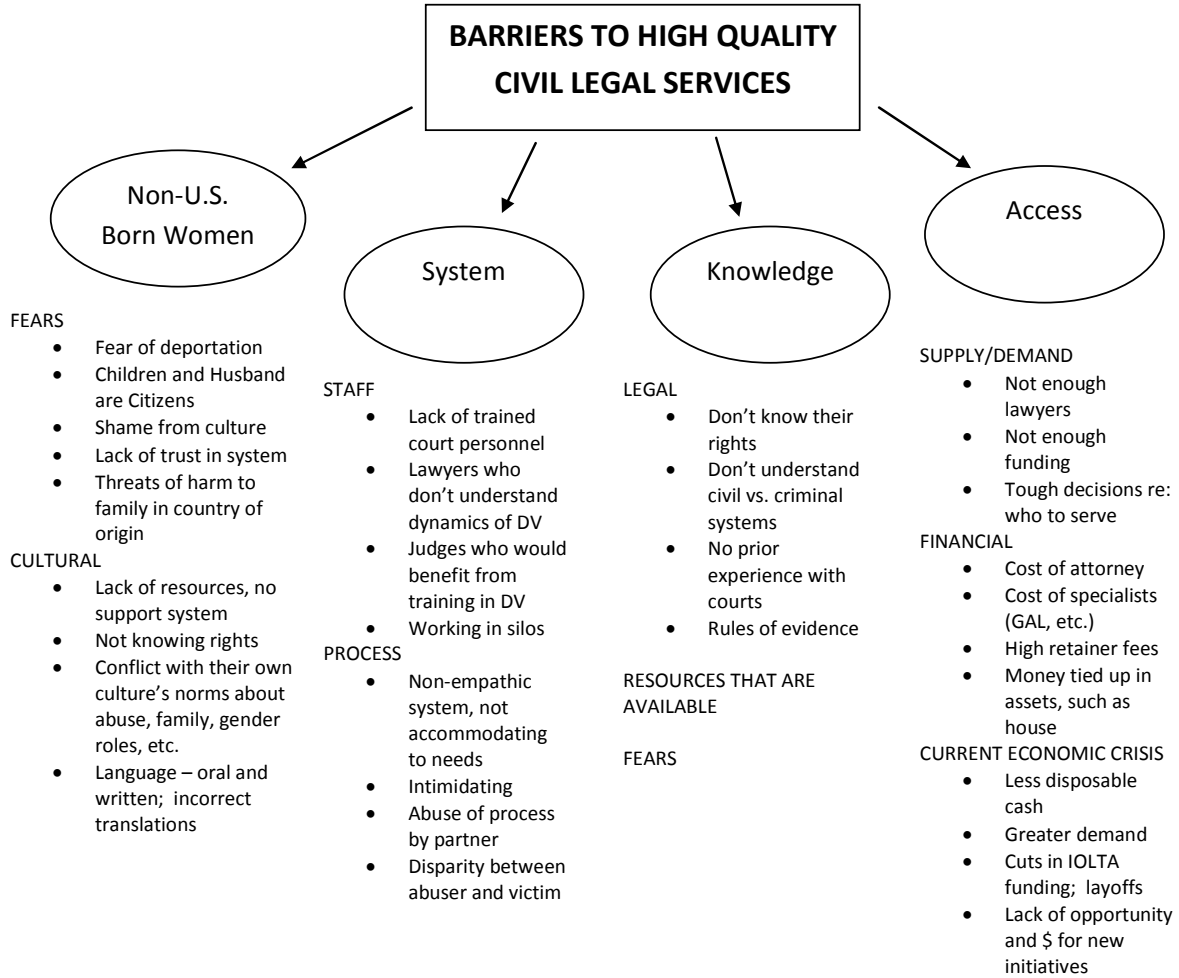 BARRIERS TO HIGH QUALITY
CIVIL LEGAL SERVICES
Non-U.S.
Born Women
FEARS
• Fear of deportation
• Children and Husband
are Citizens
• Shame from culture
• Lack of trust in system
• Threats of harm to
family in country of
origin
CULTURAL
• Lack of resources, no
support system
• Not knowing rights
• Conflict with their own
culture’s norms about
abuse, family, gender
roles, etc.
• Language – oral and
written;  incorrect
translations
System
STAFF
• Lack of trained
court personnel
• Lawyers who
don’t understand
dynamics of DV
• Judges who would
benefit from
training in DV
• Working in silos
PROCESS
• Non-empathic
system, not
accommodating
to needs
• Intimidating
• Abuse of process
by partner
• Disparity between
abuser and victim
Knowledge
LEGAL
• Don’t know their
rights
• Don’t understand
civil vs. criminal
systems
• No prior
experience with
courts
• Rules of evidence
RESOURCES THAT ARE
AVAILABLE
FEARS
Access
SUPPLY/DEMAND
• Not enough
lawyers
• Not enough
funding
• Tough decisions re:
who to serve
FINANCIAL
• Cost of attorney
• Cost of specialists
(GAL, etc.)
• High retainer fees
• Money tied up in
assets, such as
house
CURRENT ECONOMIC CRISIS
• Less disposable
cash
• Greater demand
• Cuts in IOLTA
funding;  layoffs
• Lack of opportunity
and $ for new
initiatives